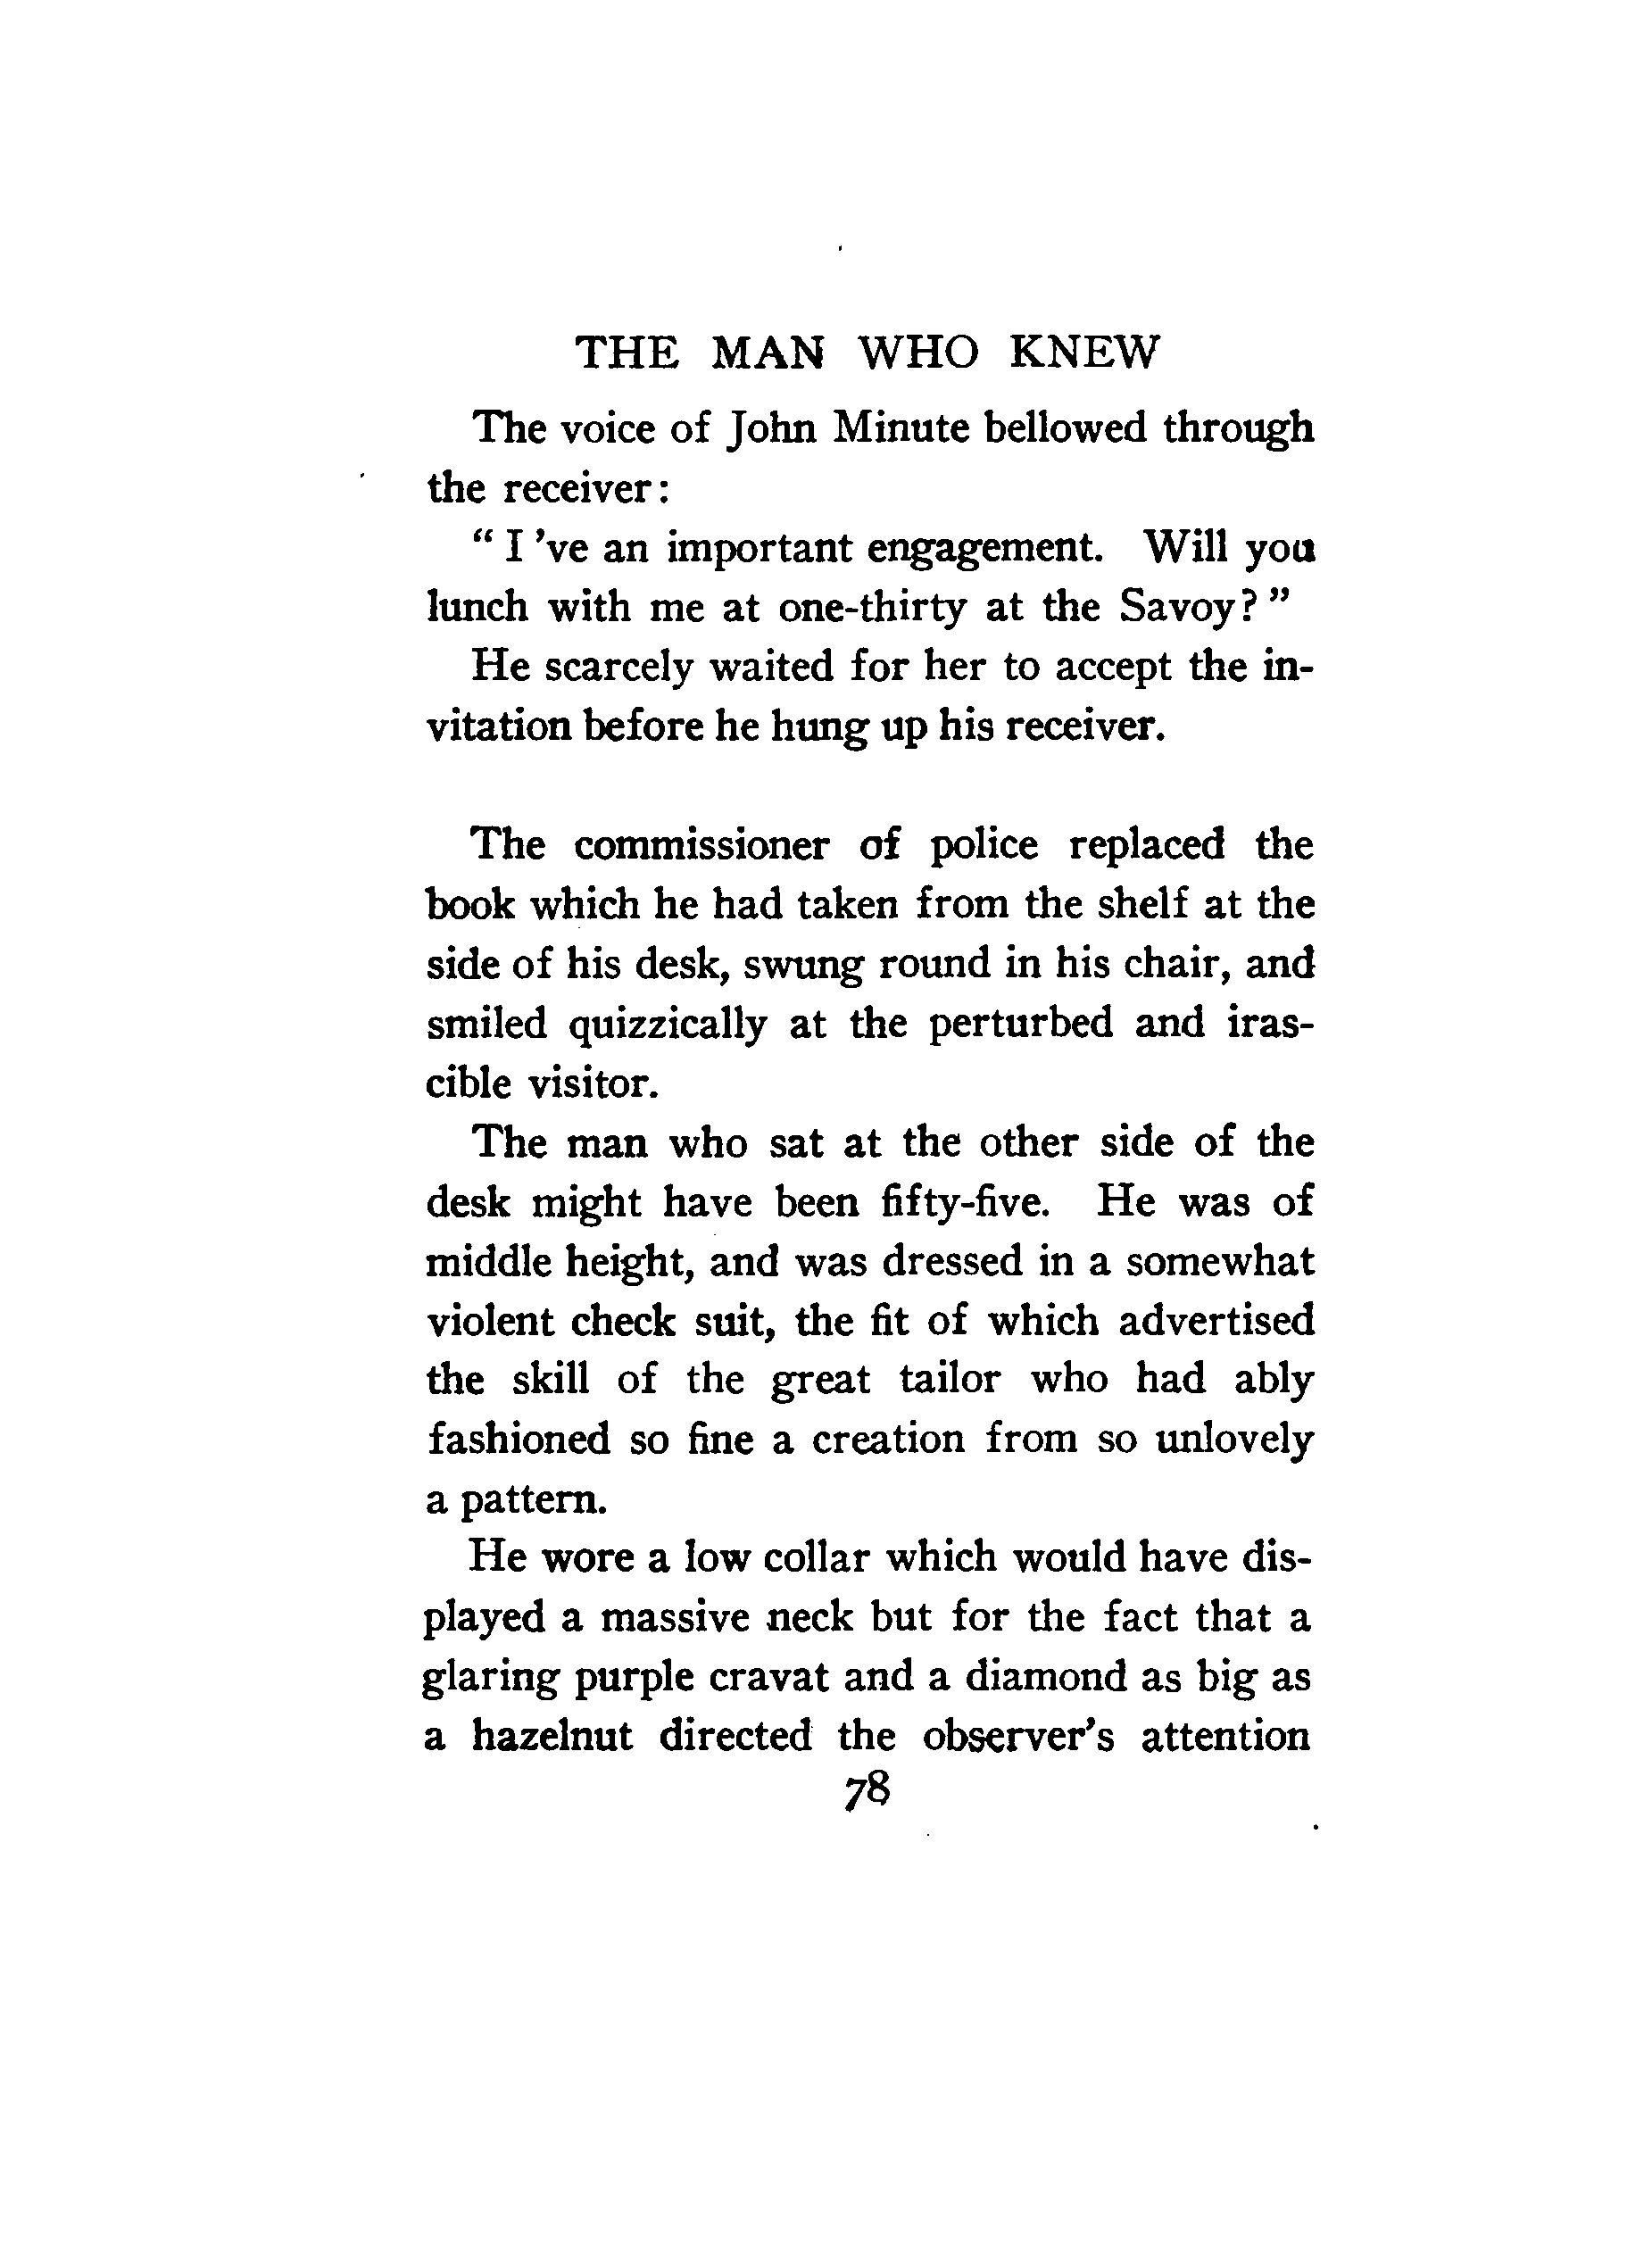 THE MAN WHO KNEW
The voice of John Minute bellowed through
the receiver:
" I 've an important engagement. Will you
lunch with me at one-thirty at the Savoy? "
He scarcely waited for her to accept the in-
vitation before he hung up his receiver.
The commissioner of police replaced the
book which he had taken from the shelf at the
side of his desk, swung round in his chair, and
smiled quizzically at the perturbed and iras-
cible visitor.
The man who sat at the other side of the
desk might have been fifty-five. He was of
middle height, and was dressed in a somewhat
violent check suit, the fit of which advertised
the skill of the great tailor who had ably
fashioned so fine a creation from so unlovely
a pattern.
He wore a low collar which would have dis-
played a massive neck but for the fact that a
glaring purple cravat and a diamond as big as
a hazelnut directed the observer's attention
78